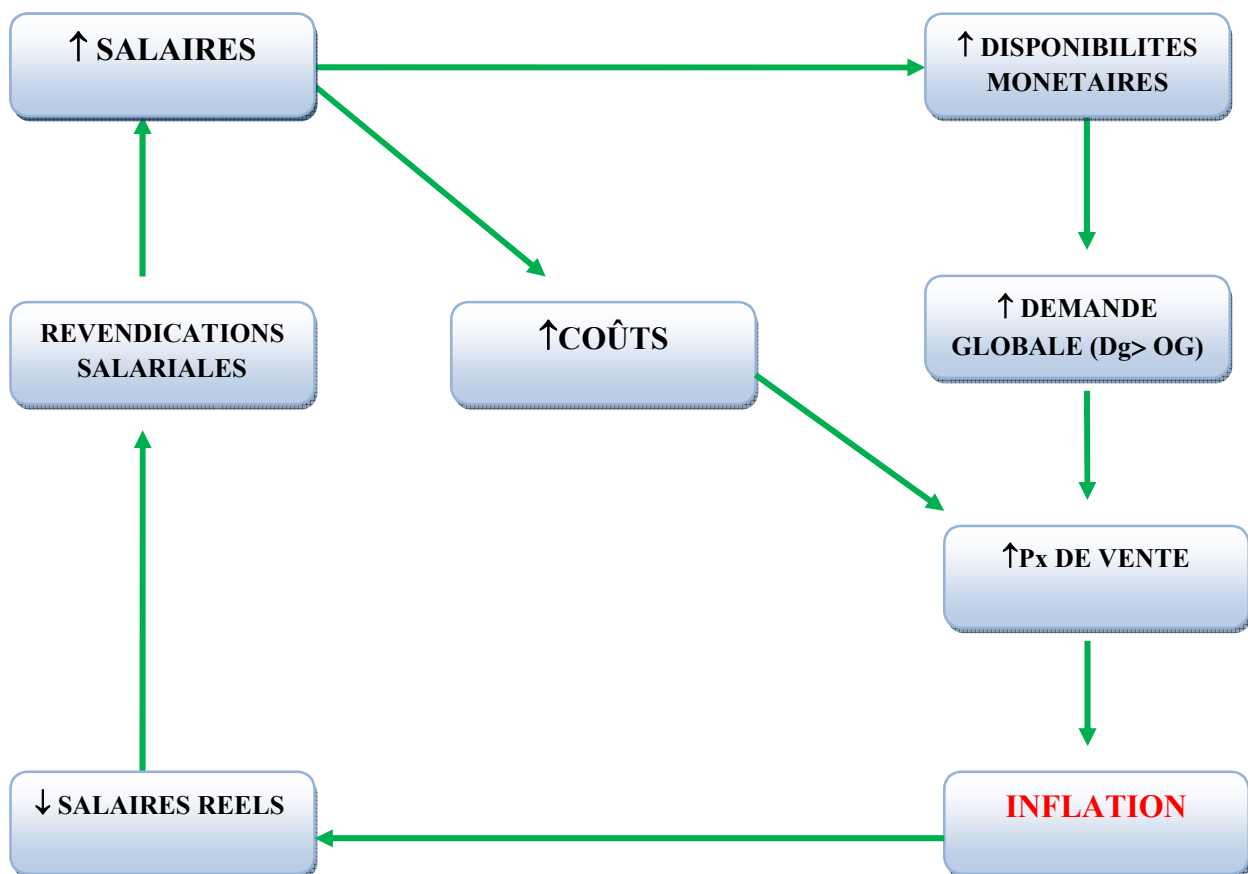 ↑ SALAIRES
↑ DISPONIBILITES
MONETAIRES
REVENDICATIONS
SALARIALES
↑COÛTS
↑ DEMANDE
GLOBALE (Dg> OG)
↑Px DE VENTE
↓ SALAIRES REELS
INFLATION